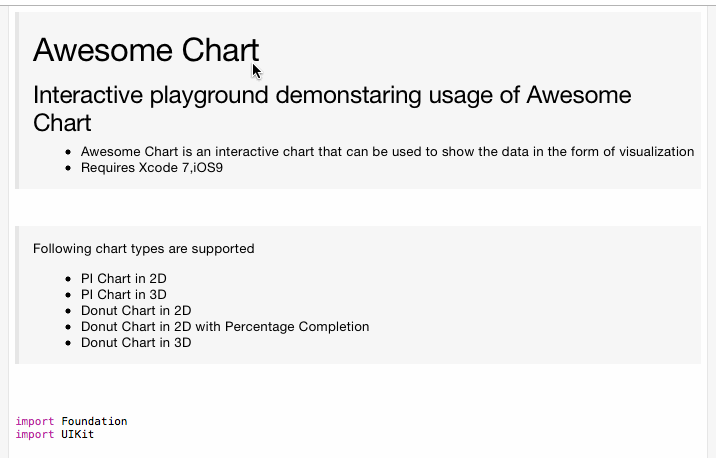 Awesome Chart
Interactive playground demonstaring usage of Awesome
Chart
• Awesome Chart is an interactive chart that can be used to show the data in the form of visualization
• Requires Xcode 7,iOS9
Following chart types are supported
• PI Chart in 2D
• PI Chart in 3D
• Donut Chart in 2D
• Donut Chart in 2D with Percentage Completion
• Donut Chart in 3D
import Foundation
import UIKit